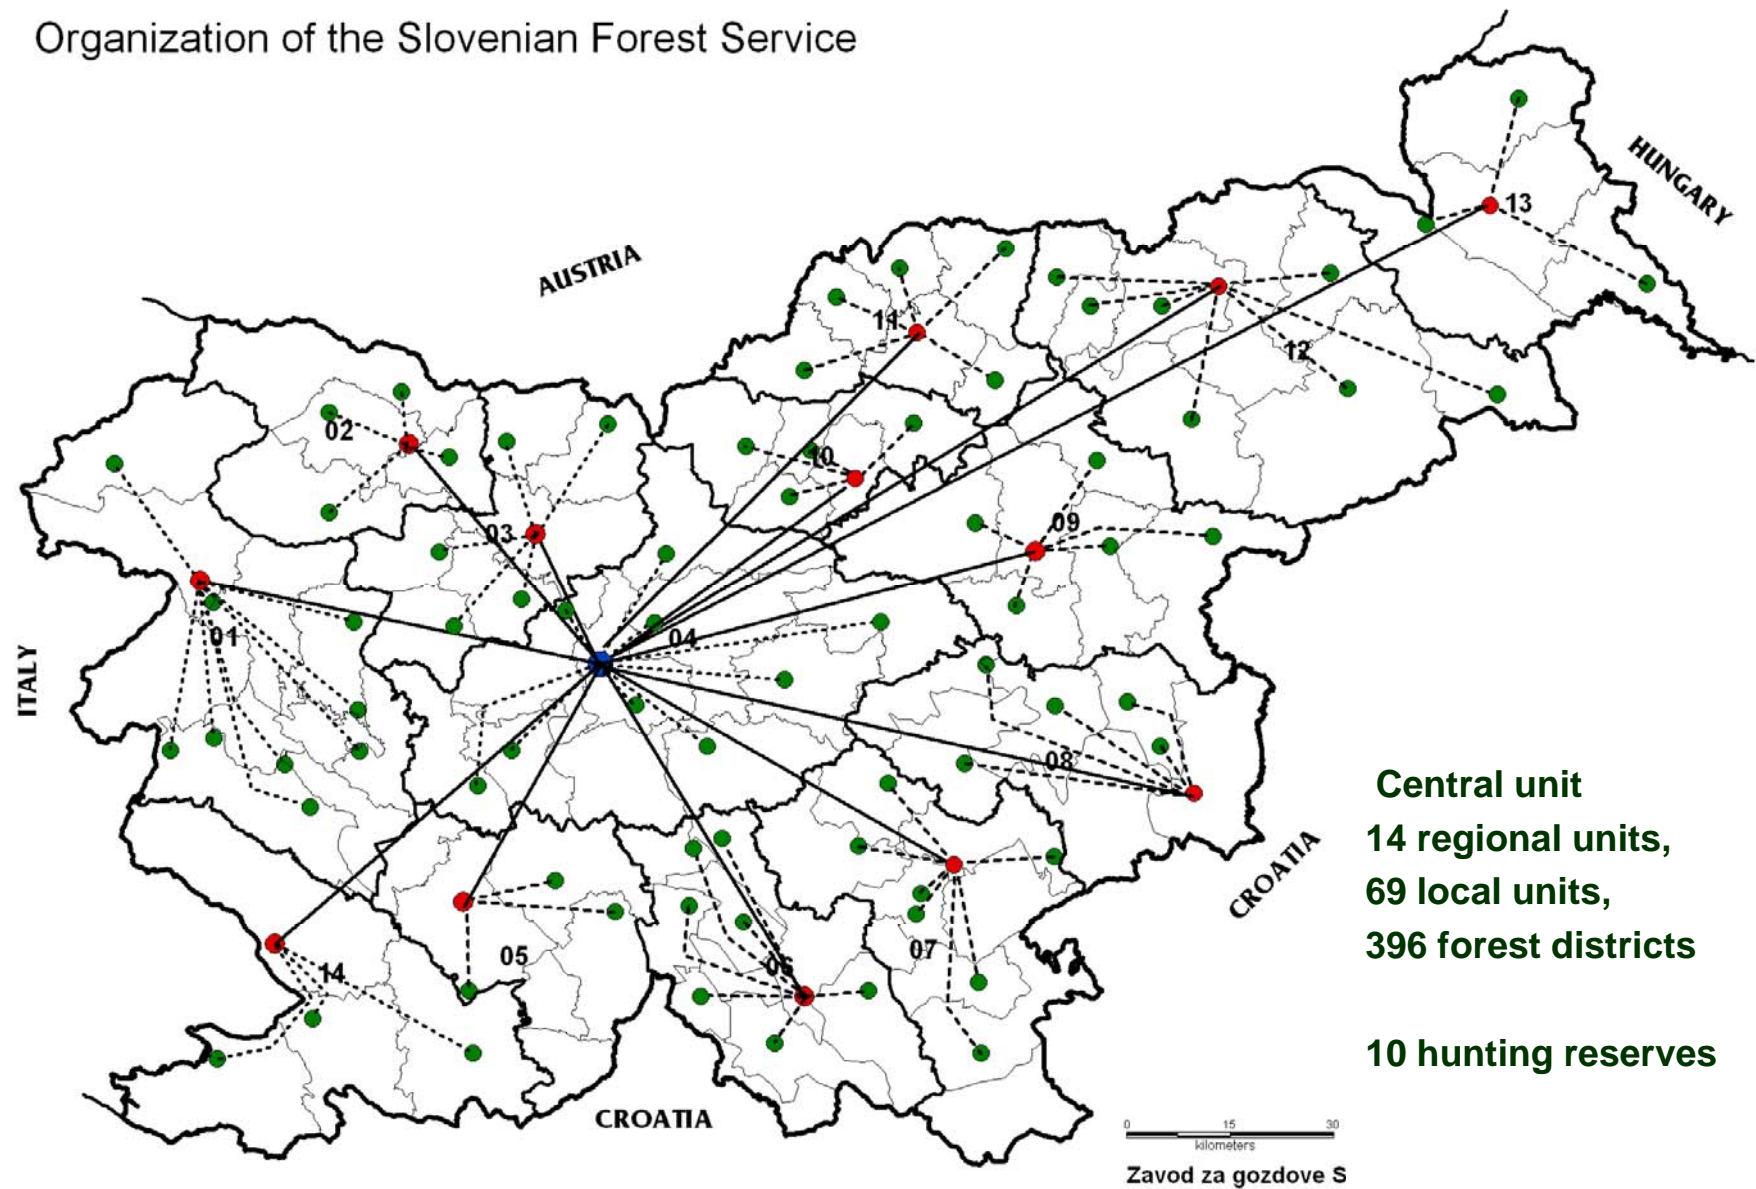 Organization of the Slovenian Forest Service
HUNGARY
13
AUSTRIA
11
12
02
10
09
03
04
01
ITALY
08
Central unit
14 regional units,
69 local units,
396 forest districts
10 hunting reserves
CROATIA
07
05
06
14
CROATIA
0 15 30
kilometers
Zavod za gozdove S